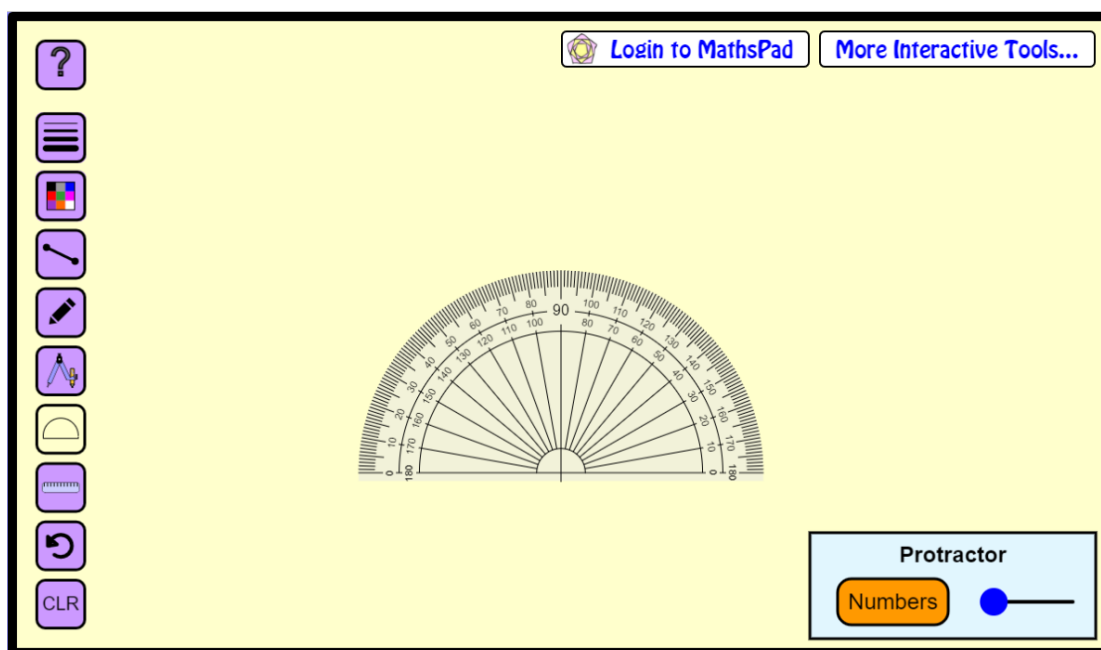 ?
Login to MathsPad
More Interactive Tools...
0 10 20 30 40 50 60 70 80 90 100 110 120 130 140 150 160 170 180
180 170 160 150 140 130 120 110 100 80 70 60 50 40 30 20 10 0
CLR
Protractor
Numbers